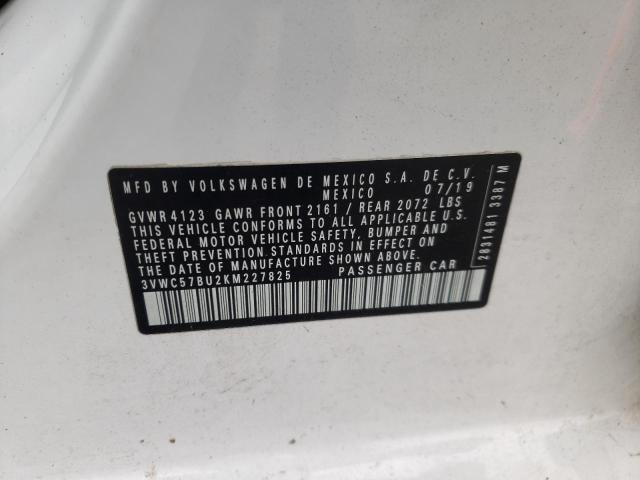 MFD BY VOLKSWAGEN DE MEXICO S.A. DE C.V.
MEXICO 07/19
GVWR 4123 GAWR FRONT 2161 / REAR 2072 LBS
THIS VEHICLE CONFORMS TO ALL APPLICABLE U.S.
FEDERAL MOTOR VEHICLE SAFETY, BUMPER AND
THEFT PREVENTION STANDARDS IN EFFECT ON
THE DATE OF MANUFACTURE SHOWN ABOVE.
3VWC57BU2KM227825 PASSENGER CAR
2831481 3387 M